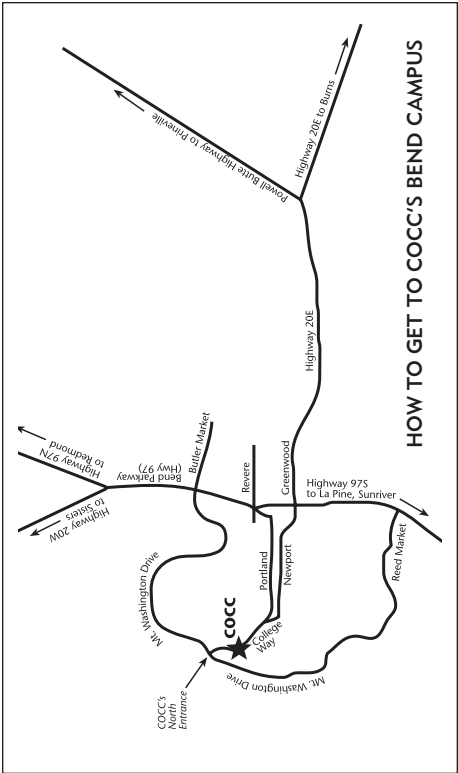 HOW TO GET TO COCC'S BEND CAMPUS
Highway 20E to Burns
Powell Butte Highway to Prineville
Highway 20E
Highway 97N
to Redmond
Highway 20W
to Sisters
Bend Parkway
(Hwy 97)
Butler Market
Revere
Greenwood
Highway 97S
to La Pine, Sunriver
Reed Market
Portland
Newport
Mt. Washington Drive
COCC
College
Way
Mt. Washington Drive
COCC's
North
Entrance